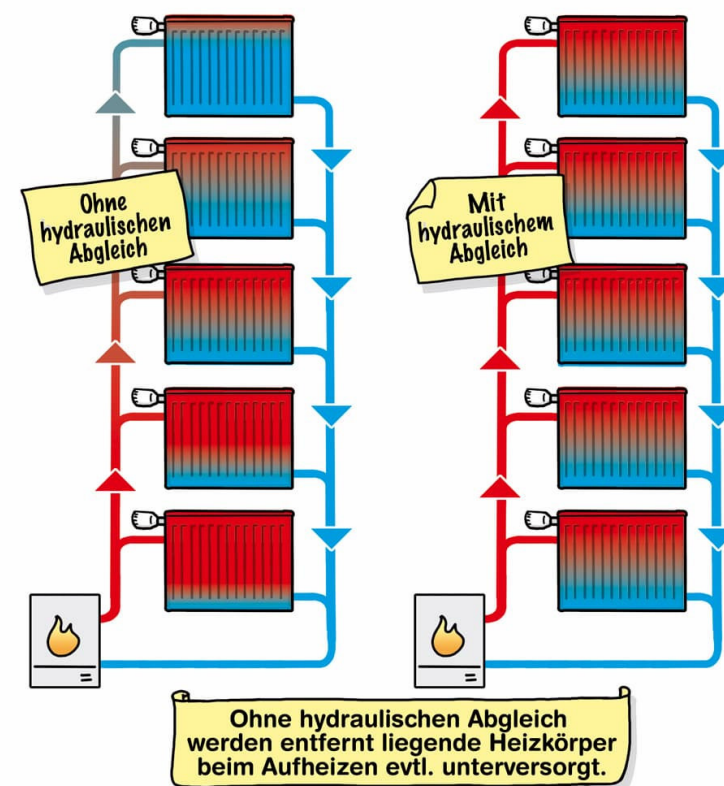 Ohne
hydraulischen
Abgleich
Mit
hydraulischem
Abgleich
Ohne hydraulischen Abgleich
werden entfernt liegende Heizkörper
beim Aufheizen evtl. unterversorgt.